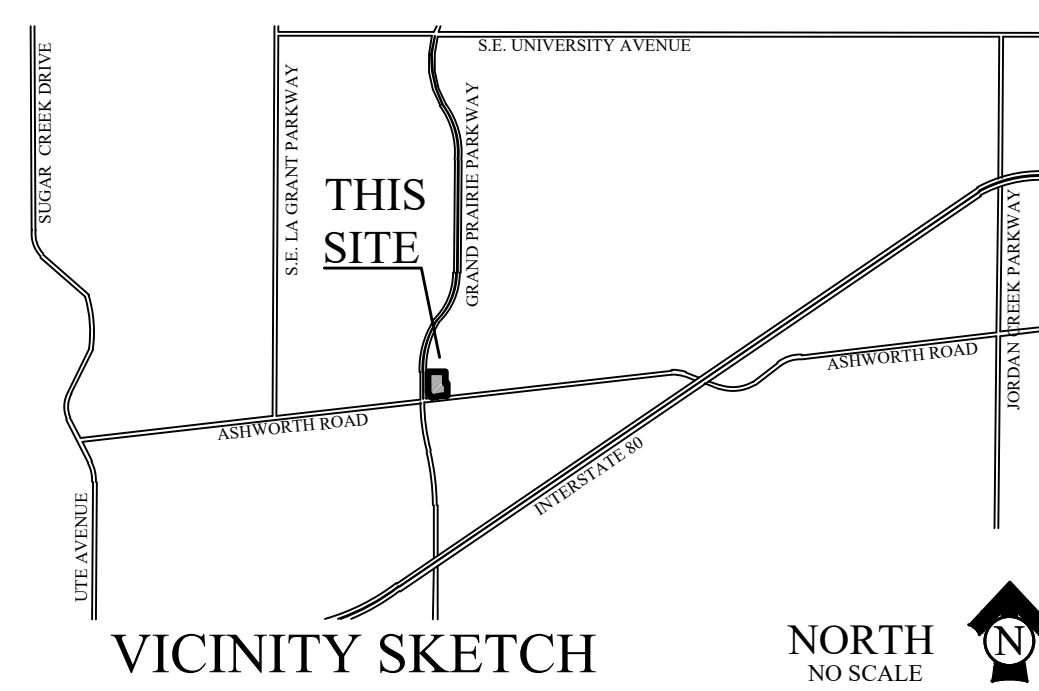 S.E. UNIVERSITY AVENUE
SUGAR CREEK DRIVE
S.E. LA GRANT PARKWAY
GRAND PRAIRIE PARKWAY
THIS
SITE
JORDAN CREEK PARKWAY
ASHWORTH ROAD
ASHWORTH ROAD
INTERSTATE 80
UTE AVENUE
VICINITY SKETCH
NORTH
NO SCALE
N